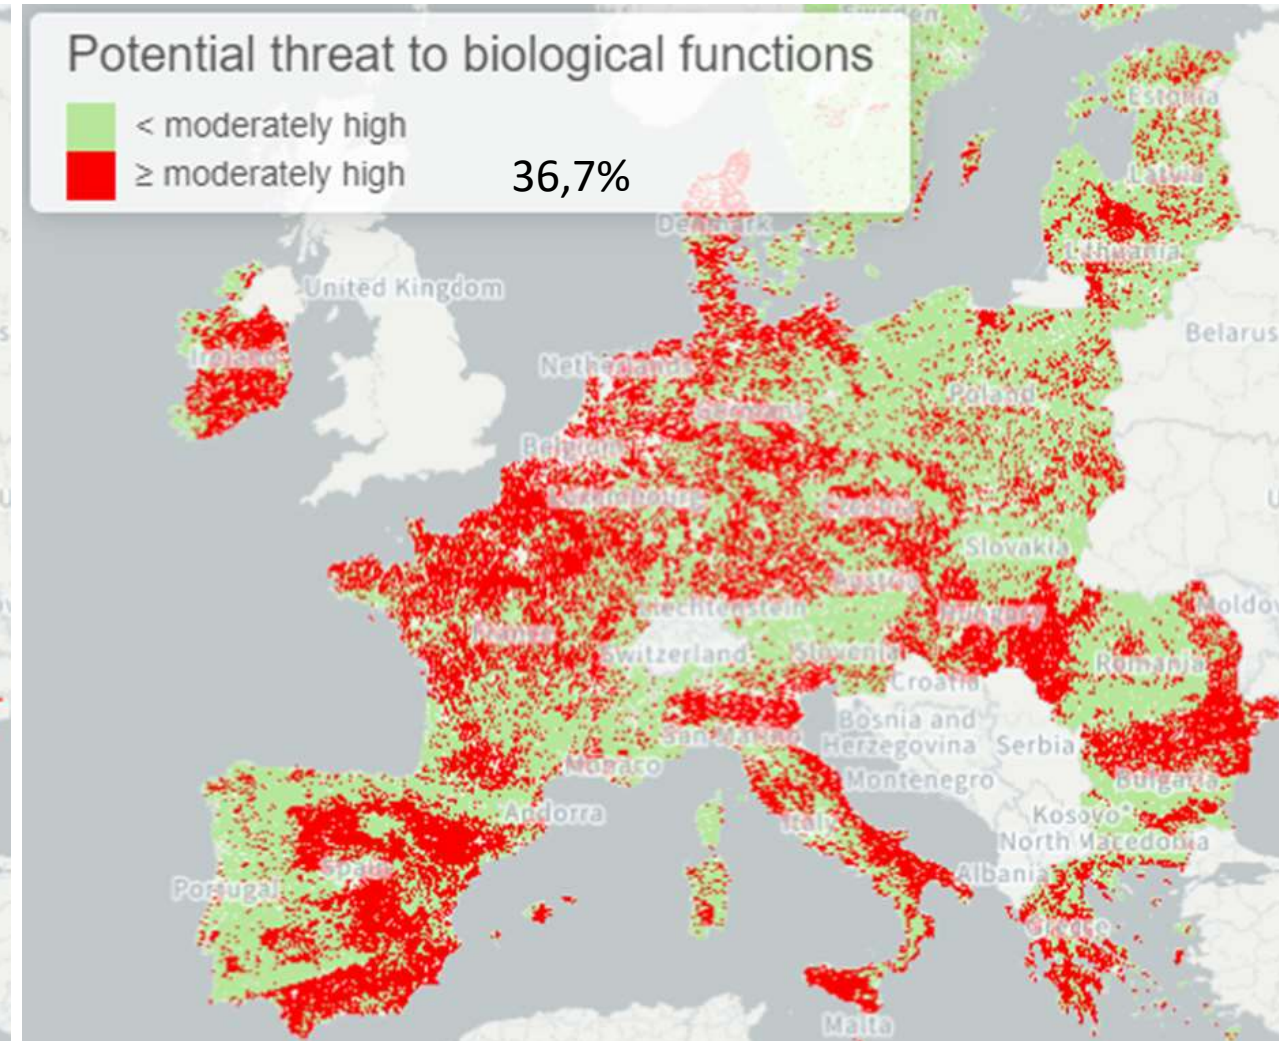 Sweden
Potential threat to biological functions
< moderately high
≥ moderately high 36,7%
Estonia
Latvia
Denmark
Lithuania
United Kingdom
Belarus
Ireland
Netherlands
Poland
Germany
Belgium
Luxembourg
Czechia
Slovakia
Austria
Liechtenstein
Hungary
Moldov
France
Switzerland
Slovenia
Romania
Croatia
San Marino
Bosnia and
Herzegovina
Serbia
Monaco
Montenegro
Bulgaria
Andorra
Kosovo*
Italy
North Macedonia
Spain
Albania
Portugal
Greece
Malta